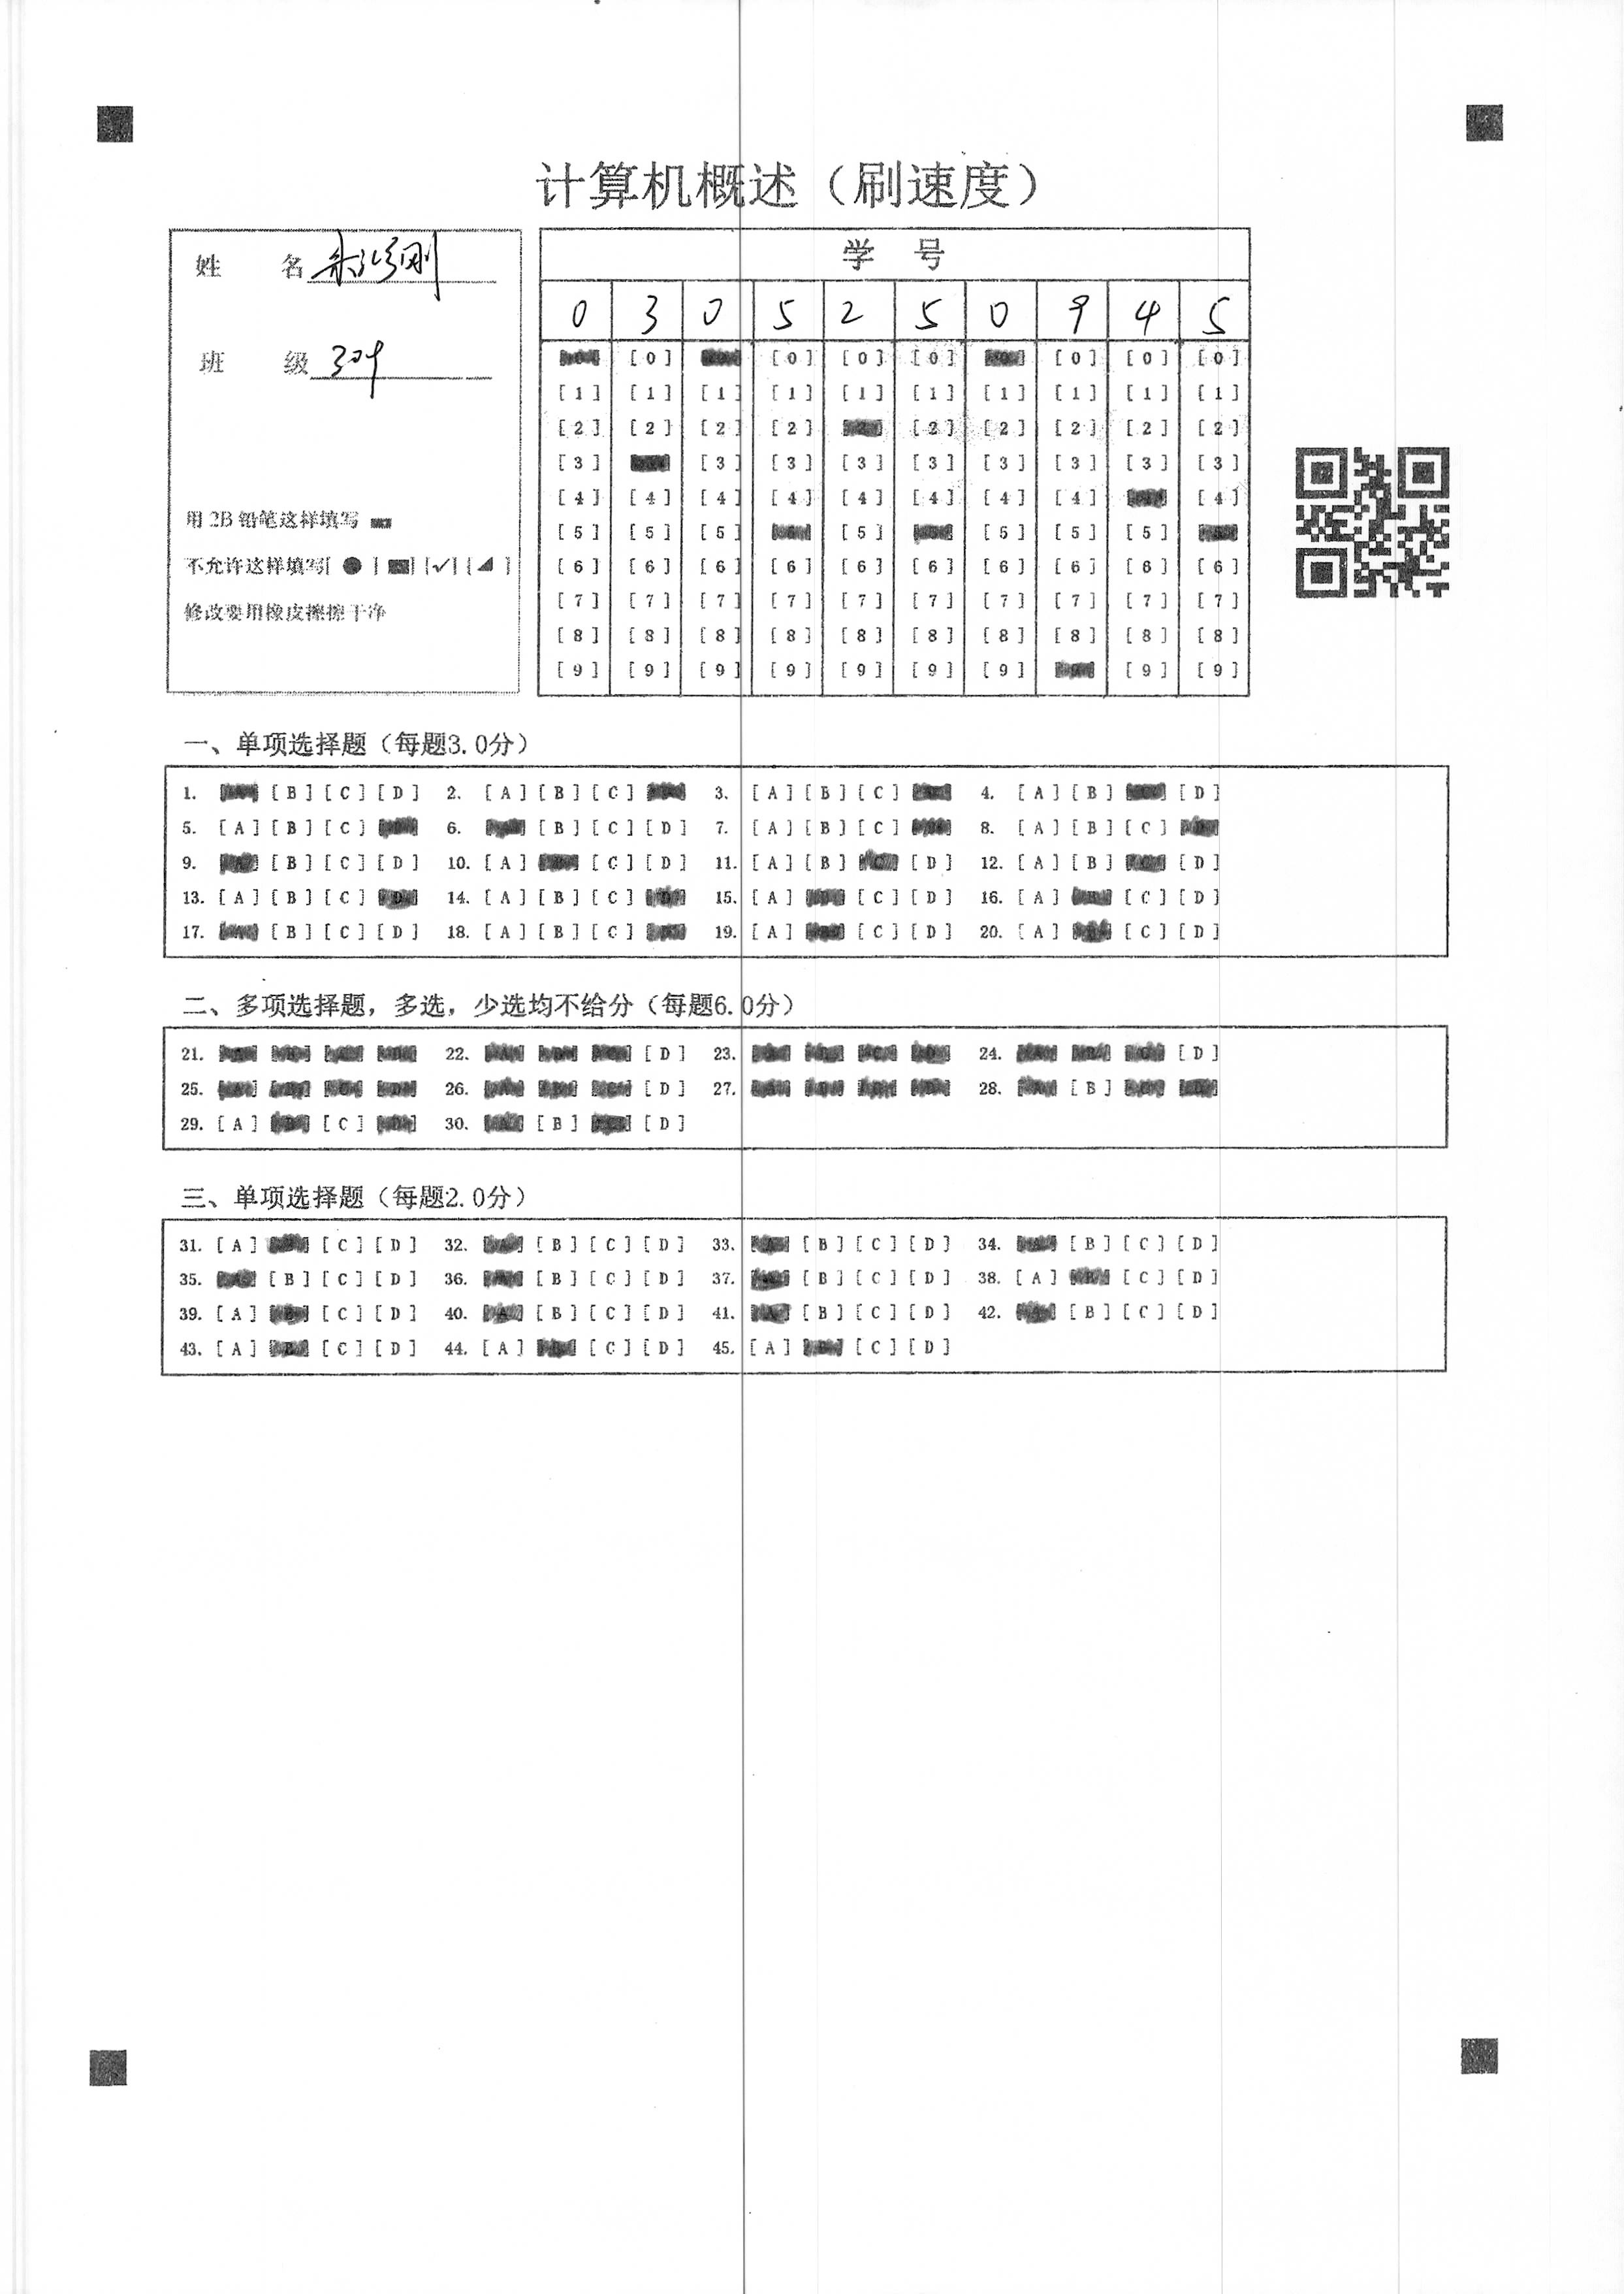 计算机概述（刷速度）
姓 名
班 级 304
用 2B 铅笔这样填写
不允许这样填写[ ● ] [■] [✓] [◢ ]
修改要用橡皮擦擦干净
学 号
0 3 0 5 2 5 0 9 4 5
[0] [0] [0] [0] [0] [0] [0]
[1] [1] [1] [1] [1] [1] [1] [1] [1] [1]
[2] [2] [2] [2] [2] [2] [2] [2] [2]
[3] [3] [3] [3] [3] [3] [3] [3] [3]
[4] [4] [4] [4] [4] [4] [4] [4] [4]
[5] [5] [5] [5] [5] [5] [5]
[6] [6] [6] [6] [6] [6] [6] [6] [6] [6]
[7] [7] [7] [7] [7] [7] [7] [7] [7] [7]
[8] [8] [8] [8] [8] [8] [8] [8] [8] [8]
[9] [9] [9] [9] [9] [9] [9] [9] [9]
一、单项选择题（每题3.0分）
1. [B] [C] [D] 2. [A] [B] [C] 3. [A] [B] [C] 4. [A] [B] [D]
5. [A] [B] [C] 6. [B] [C] [D] 7. [A] [B] [C] 8. [A] [B] [C]
9. [B] [C] [D] 10. [A] [C] [D] 11. [A] [B] [D] 12. [A] [B] [D]
13. [A] [B] [C] 14. [A] [B] [C] 15. [A] [C] [D] 16. [A] [C] [D]
17. [B] [C] [D] 18. [A] [B] [C] 19. [A] [C] [D] 20. [A] [C] [D]
二、多项选择题，多选，少选均不给分（每题6.0分）
21. 22. [D] 23. 24. [D]
25. 26. [D] 27. 28. [B]
29. [A] [C] 30. [B] [D]
三、单项选择题（每题2.0分）
31. [A] [C] [D] 32. [B] [C] [D] 33. [B] [C] [D] 34. [B] [C] [D]
35. [B] [C] [D] 36. [B] [C] [D] 37. [B] [C] [D] 38. [A] [C] [D]
39. [A] [C] [D] 40. [B] [C] [D] 41. [B] [C] [D] 42. [B] [C] [D]
43. [A] [C] [D] 44. [A] [C] [D] 45. [A] [C] [D]